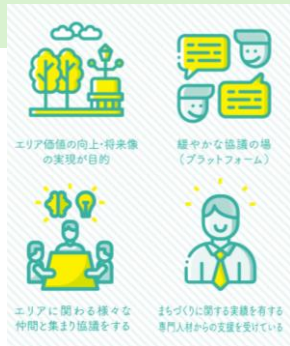 エリア価値の向上・将来像
の実現が目的
緩やかな協議の場
（プラットフォーム）
エリアに関わる様々な
仲間と集まり協議をする
まちづくりに関する実績を有する
専門人材からの支援を受けている